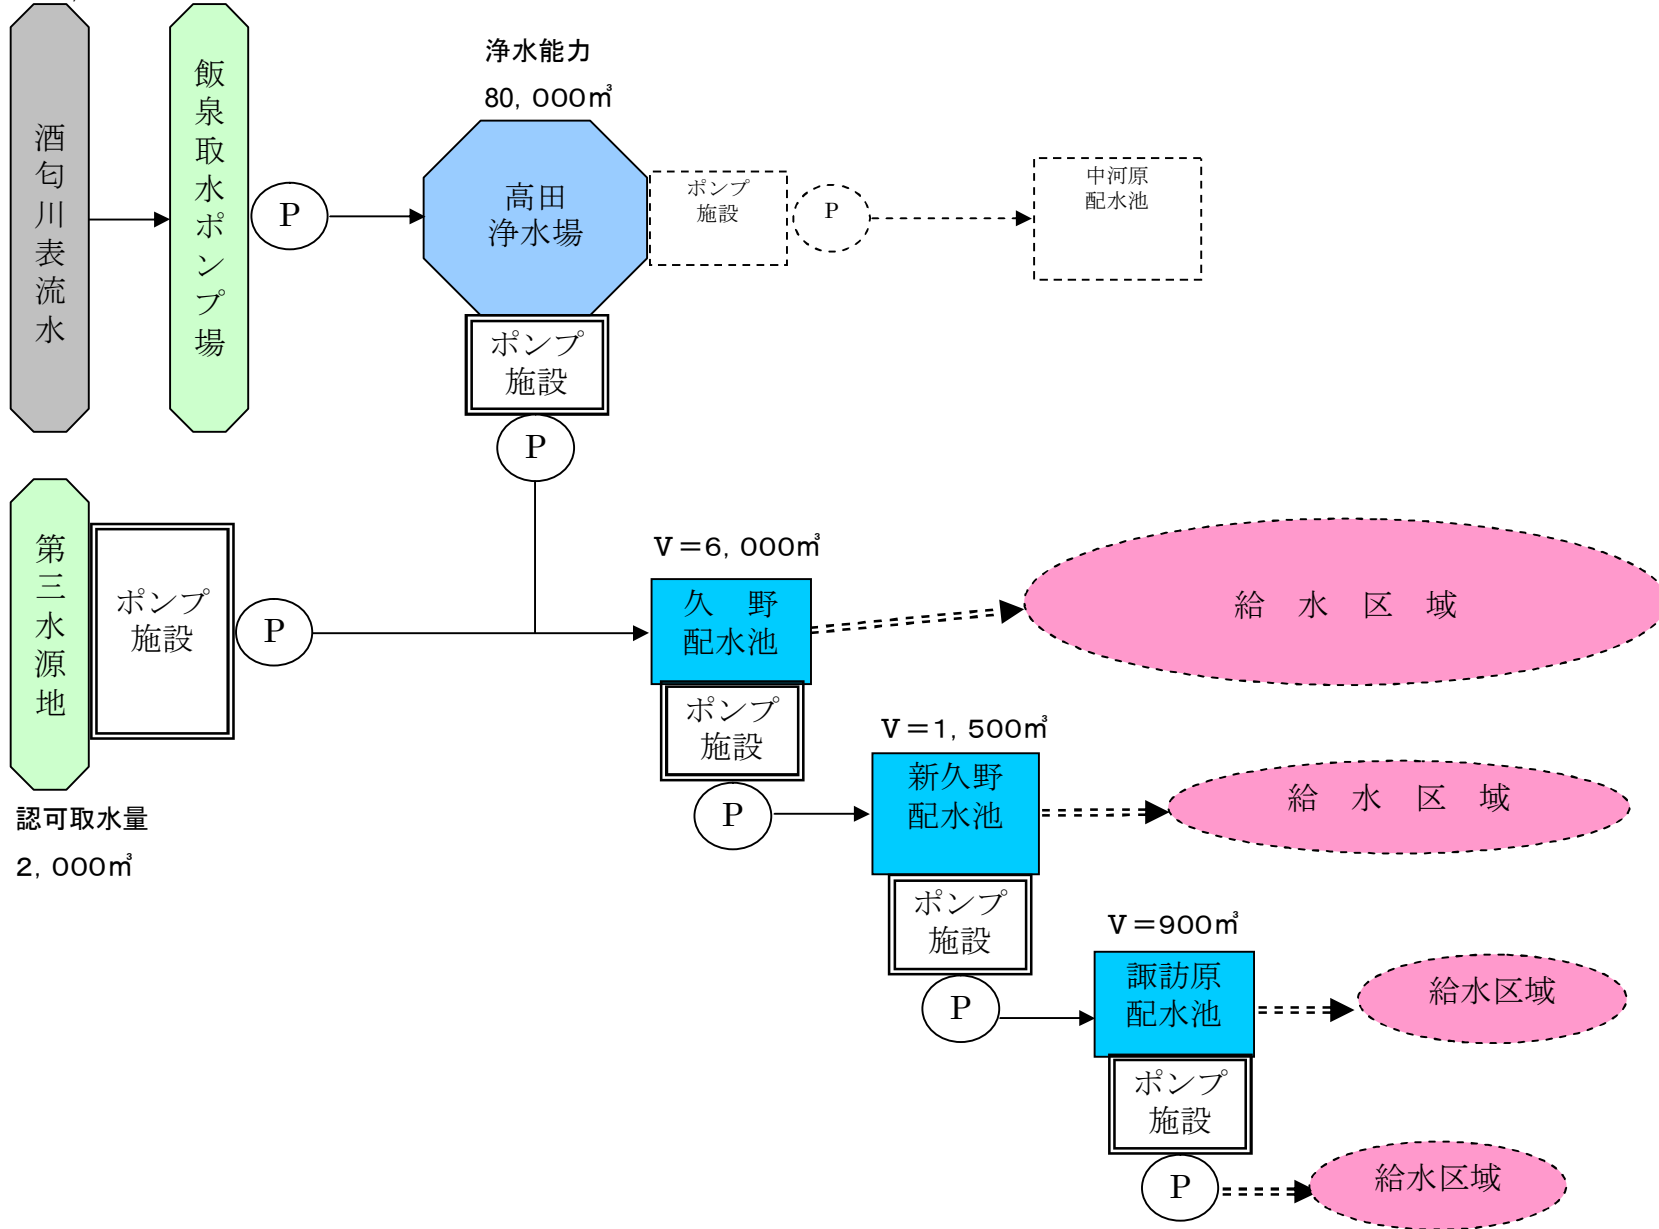 酒匂川表流水
飯泉取水ポンプ場
P
浄水能力
80,000㎥
高田
浄水場
ポンプ
施設
P
中河原
配水池
ポンプ
施設
P
第三水源地
ポンプ
施設
P
認可取水量
2,000㎥
V=6,000㎥
久 野
配水池
給 水 区 域
ポンプ
施設
P
V=1,500㎥
新久野
配水池
給 水 区 域
ポンプ
施設
P
V=900㎥
諏訪原
配水池
給水区域
ポンプ
施設
P
給水区域